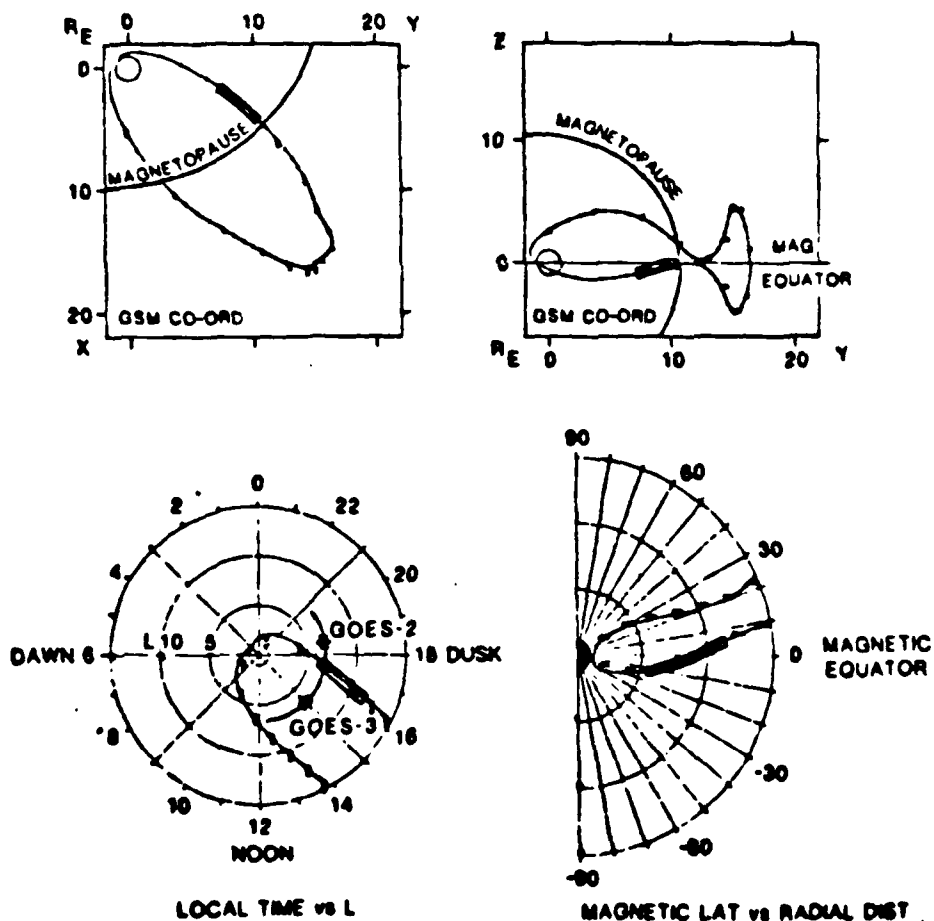 R_E 0 10 20 Y
0
MAGNETOPAUSE
10
20
GSM CO-ORD
X
Z
10
MAGNETOPAUSE
MAG
0
EQUATOR
GSM CO-ORD
R_E 0 10 20 Y
0
2 22
4 20
GOES-2
DAWN 6 L 10 5 18 DUSK
GOES-3
8 16
10 14
12
NOON
LOCAL TIME vs L
90
60
30
0 MAGNETIC
EQUATOR
-30
-60
-90
MAGNETIC LAT vs RADIAL DIST